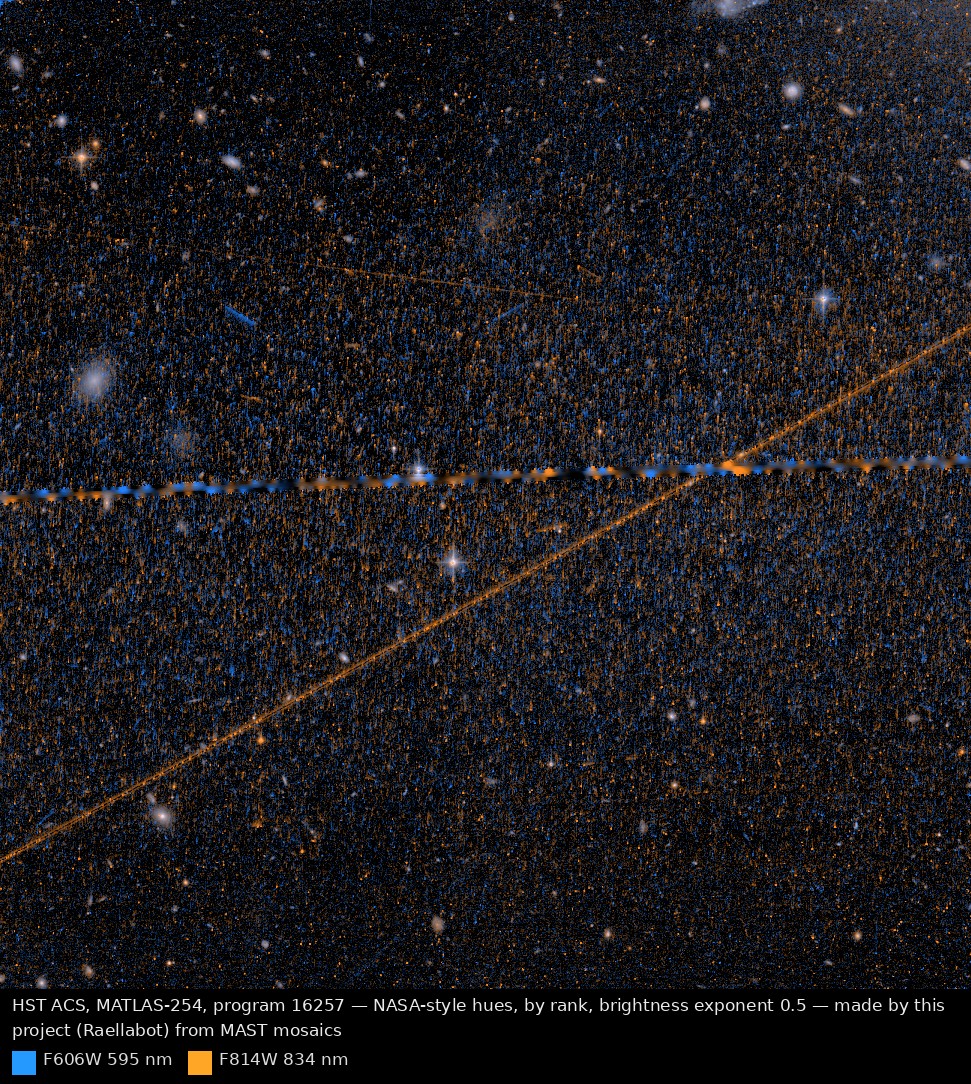 HST ACS, MATLAS-254, program 16257 — NASA-style hues, by rank, brightness exponent 0.5 — made by this
project (Raellabot) from MAST mosaics
F606W 595 nm F814W 834 nm